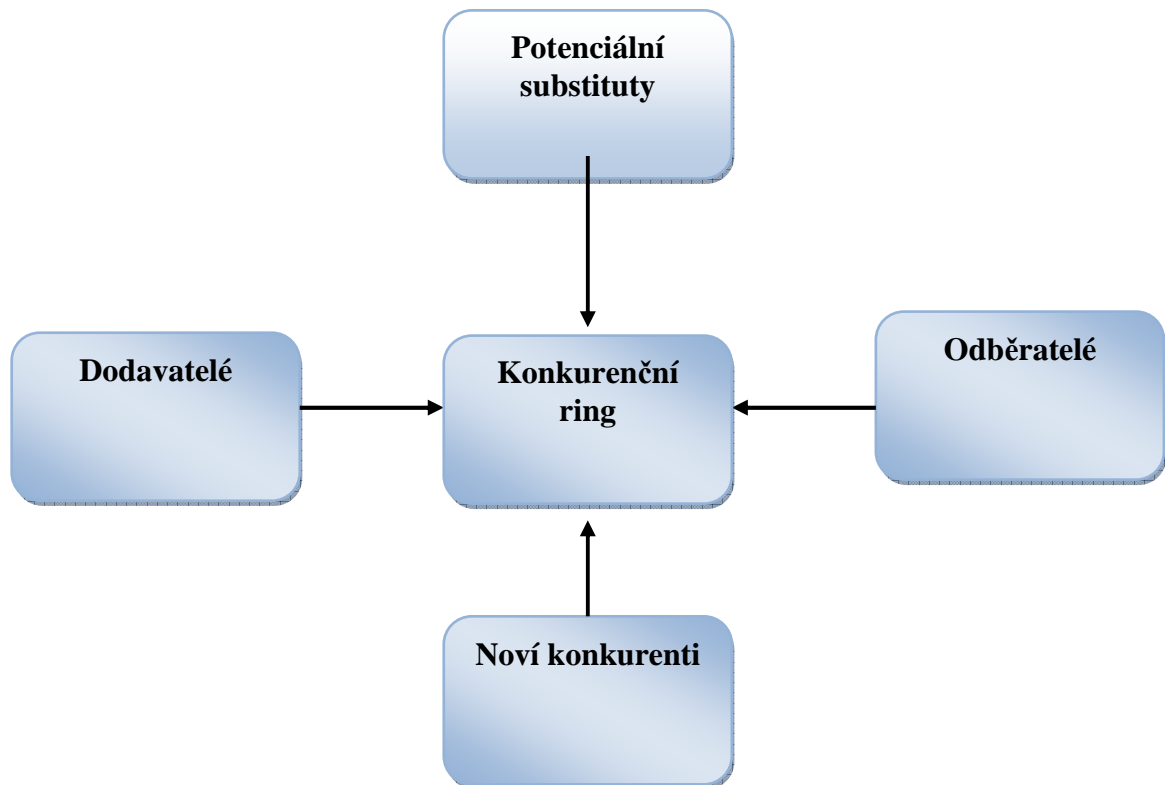 Potenciální
substituty
Dodavatelé
Konkurenční
ring
Odběratelé
Noví konkurenti